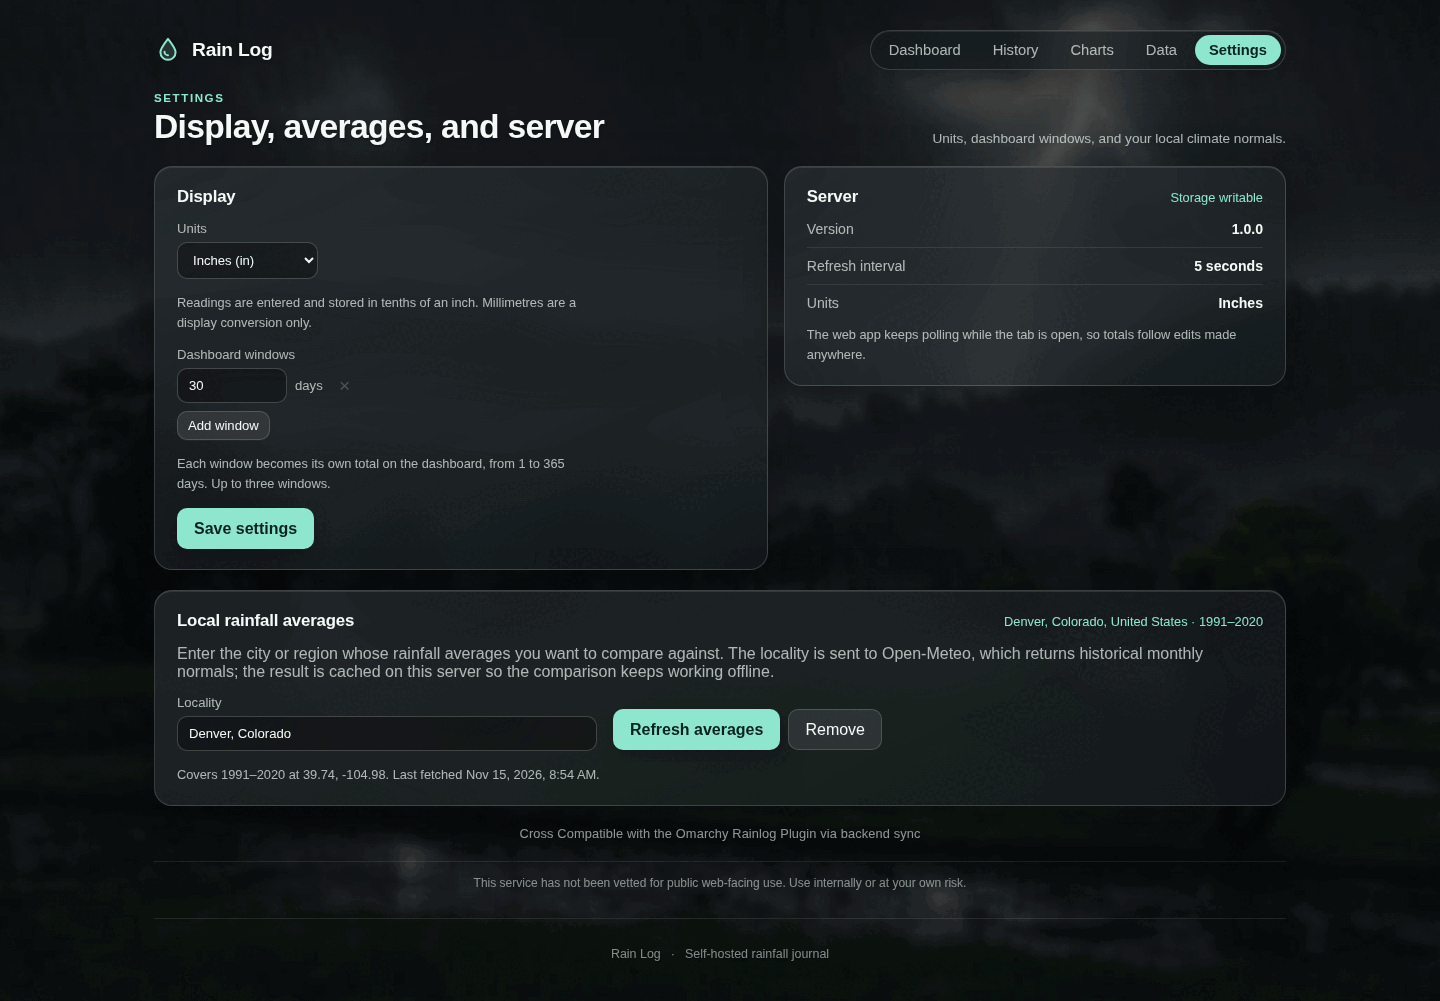 Rain Log
Dashboard
History
Charts
Data
Settings
SETTINGS
Display, averages, and server
Units, dashboard windows, and your local climate normals.
Display
Units
Inches (in)
Readings are entered and stored in tenths of an inch. Millimetres are a
display conversion only.
Dashboard windows
30
days
×
Add window
Each window becomes its own total on the dashboard, from 1 to 365
days. Up to three windows.
Save settings
Server
Storage writable
Version
1.0.0
Refresh interval
5 seconds
Units
Inches
The web app keeps polling while the tab is open, so totals follow edits made
anywhere.
Local rainfall averages
Denver, Colorado, United States · 1991–2020
Enter the city or region whose rainfall averages you want to compare against. The locality is sent to Open-Meteo, which returns historical monthly
normals; the result is cached on this server so the comparison keeps working offline.
Locality
Denver, Colorado
Refresh averages
Remove
Covers 1991–2020 at 39.74, -104.98. Last fetched Nov 15, 2026, 8:54 AM.
Cross Compatible with the Omarchy Rainlog Plugin via backend sync
This service has not been vetted for public web-facing use. Use internally or at your own risk.
Rain Log · Self-hosted rainfall journal